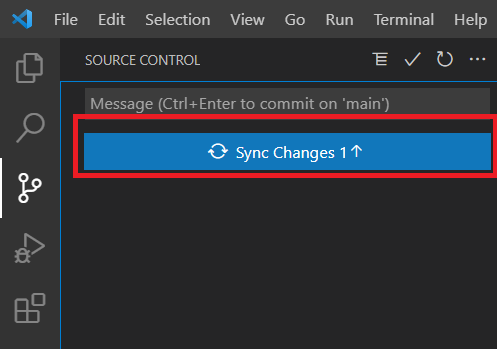 File Edit Selection View Go Run Terminal Help
SOURCE CONTROL
Message (Ctrl+Enter to commit on 'main')
Sync Changes 1↑